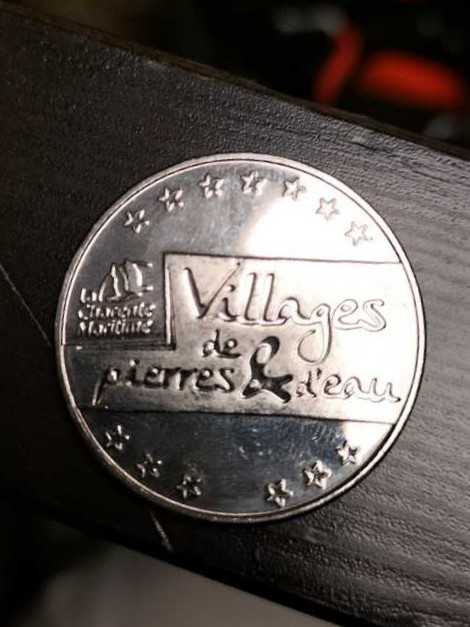 La
Charente
Maritime
Villages
de
pierres & d'eau